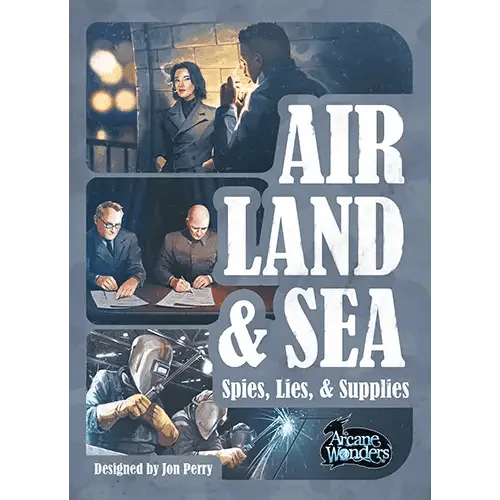 AIR
LAND
& SEA
Spies, Lies, & Supplies
Designed by Jon Perry
Arcane
Wonders